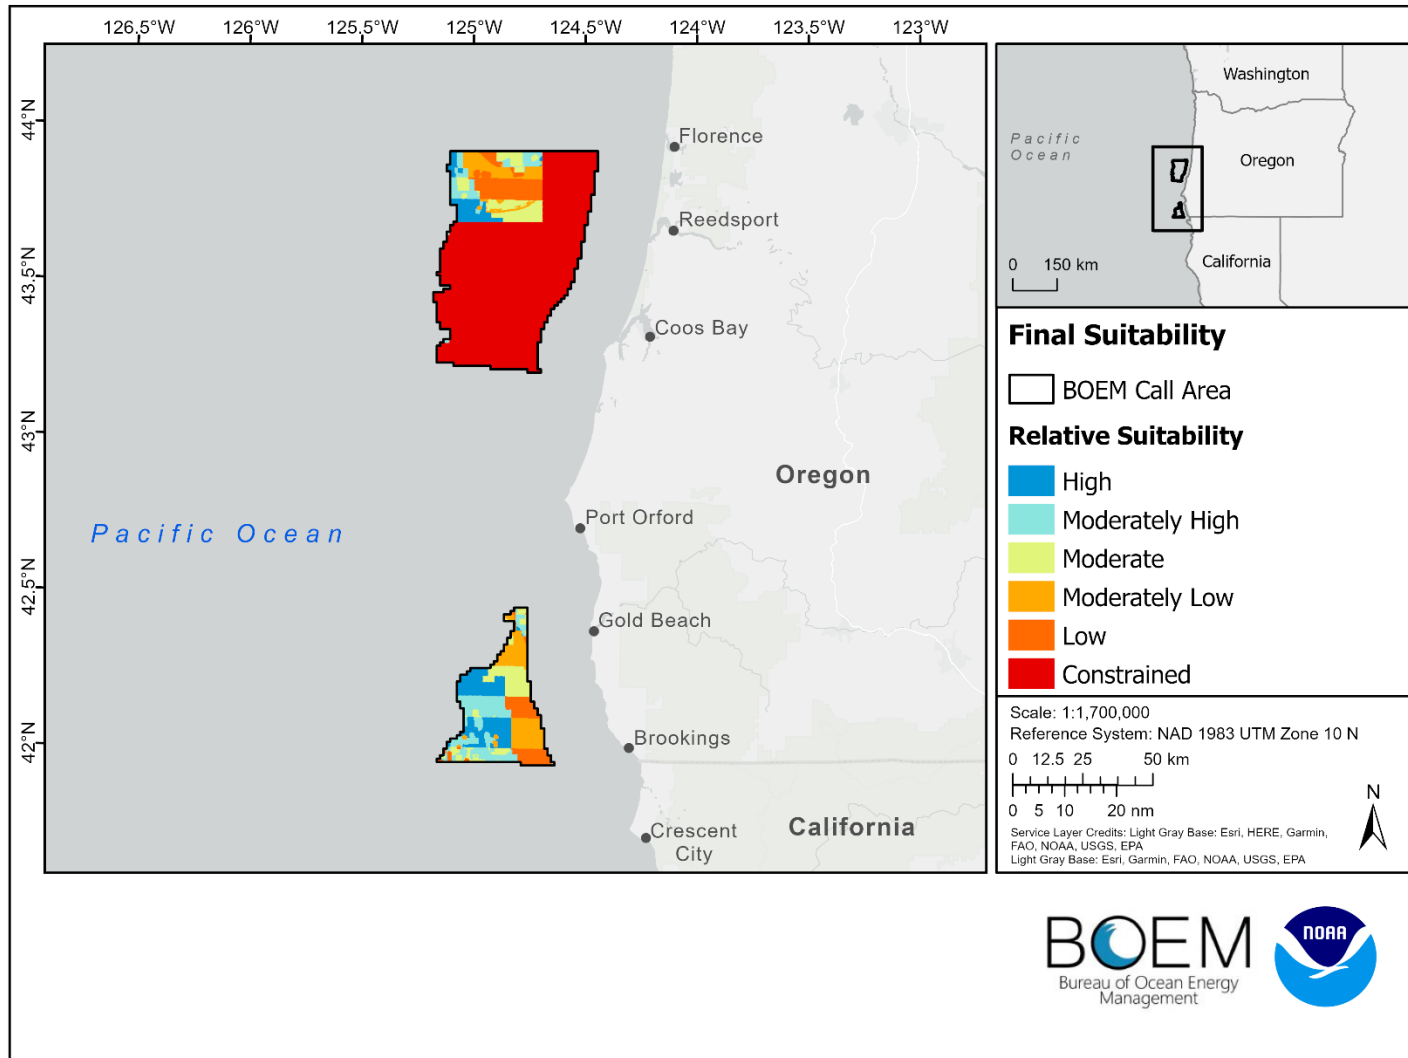 126.5°W 126°W 125.5°W 125°W 124.5°W 124°W 123.5°W 123°W
44°N
43.5°N
43°N
42.5°N
42°N
Florence
Reedsport
Coos Bay
Oregon
Port Orford
Pacific Ocean
Gold Beach
Brookings
California
Crescent
City
Washington
Pacific
Ocean
Oregon
0 150 km
California
Final Suitability
BOEM Call Area
Relative Suitability
High
Moderately High
Moderate
Moderately Low
Low
Constrained
Scale: 1:1,700,000
Reference System: NAD 1983 UTM Zone 10 N
0 12.5 25 50 km
0 5 10 20 nm
N
Service Layer Credits: Light Gray Base: Esri, HERE, Garmin,
FAO, NOAA, USGS, EPA
Light Gray Base: Esri, Garmin, FAO, NOAA, USGS, EPA
BOEM
Bureau of Ocean Energy
Management
NOAA